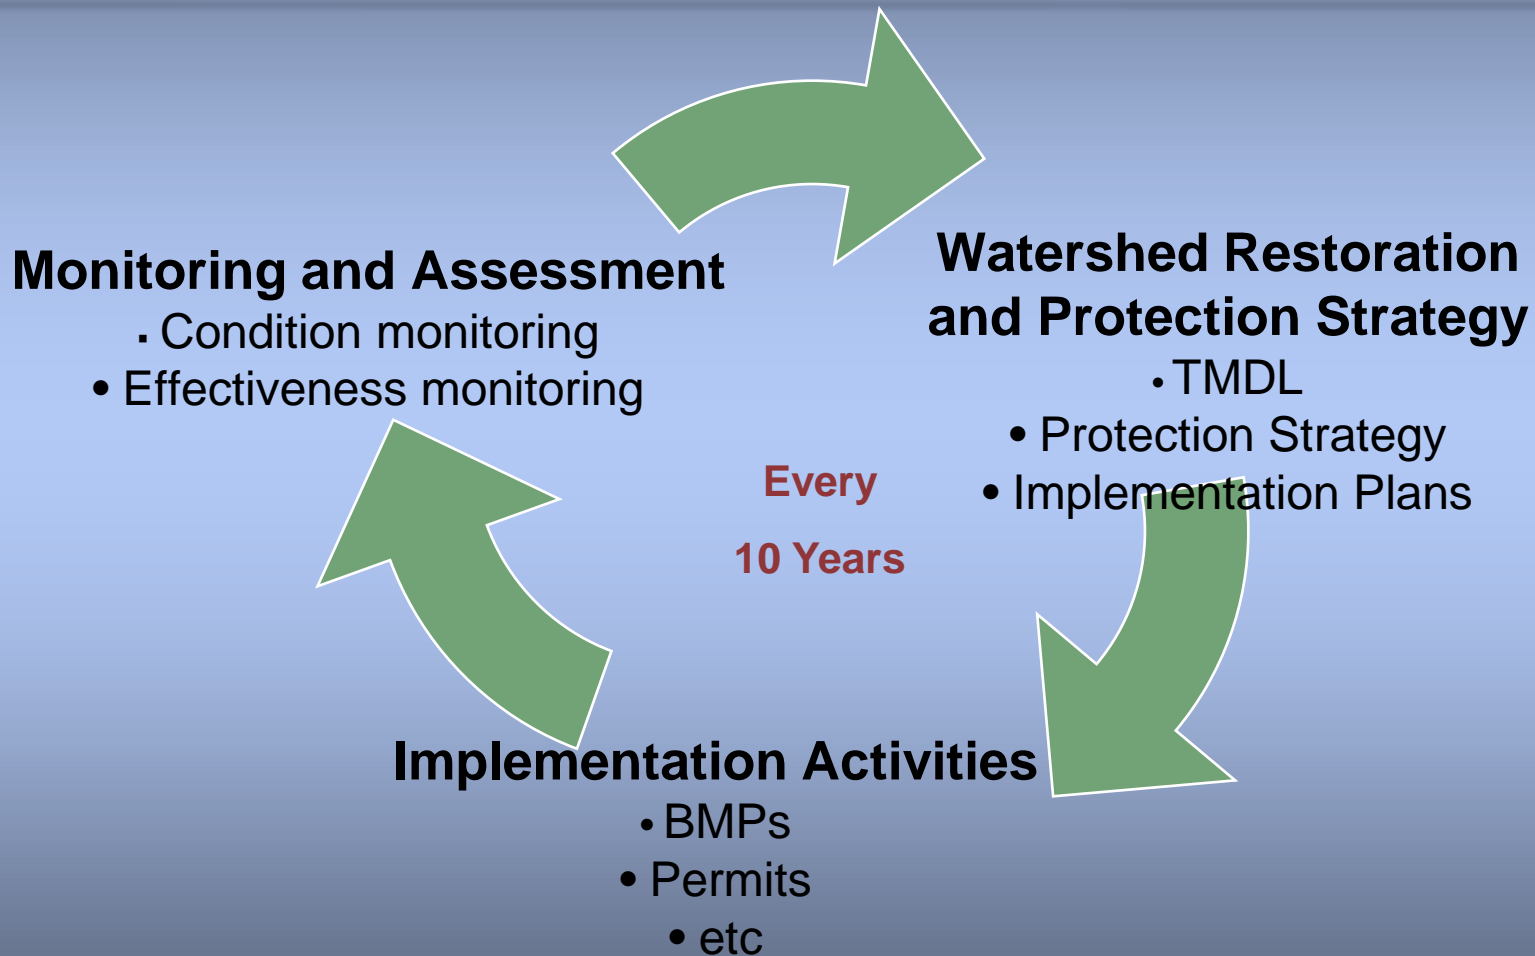 Monitoring and Assessment
▪ Condition monitoring
• Effectiveness monitoring
Watershed Restoration
and Protection Strategy
• TMDL
• Protection Strategy
• Implementation Plans
Every
10 Years
Implementation Activities
• BMPs
• Permits
• etc